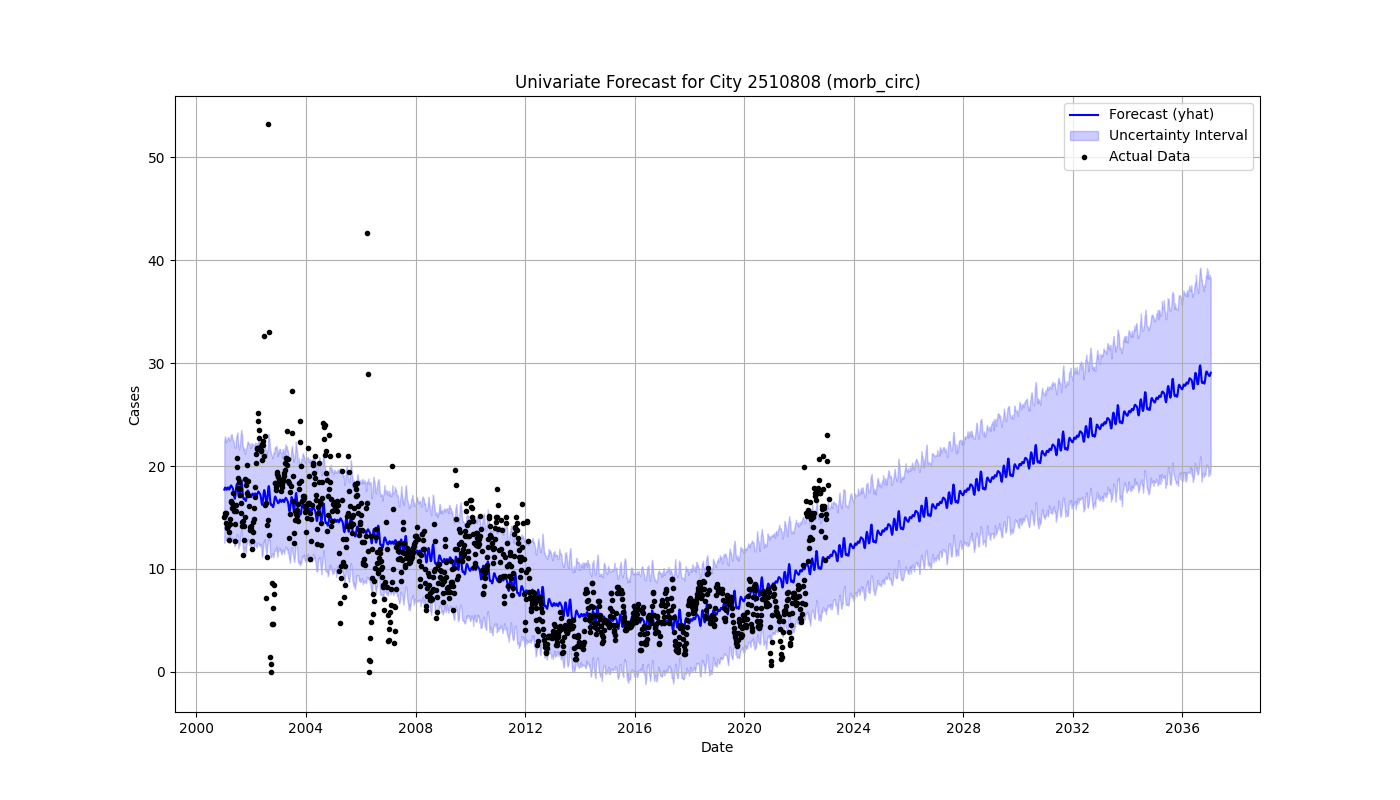 Univariate Forecast for City 2510808 (morb_circ)
Forecast (yhat)
Uncertainty Interval
Actual Data
Cases
50
40
30
20
10
0
2000 2004 2008 2012 2016 2020 2024 2028 2032 2036
Date